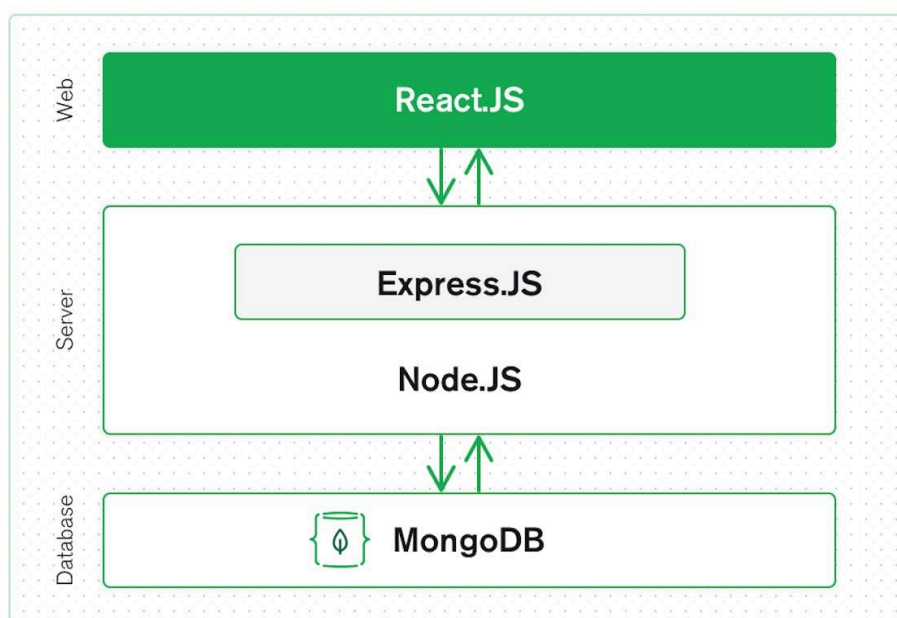 Web
React.JS
Server
Express.JS
Node.JS
Database
MongoDB